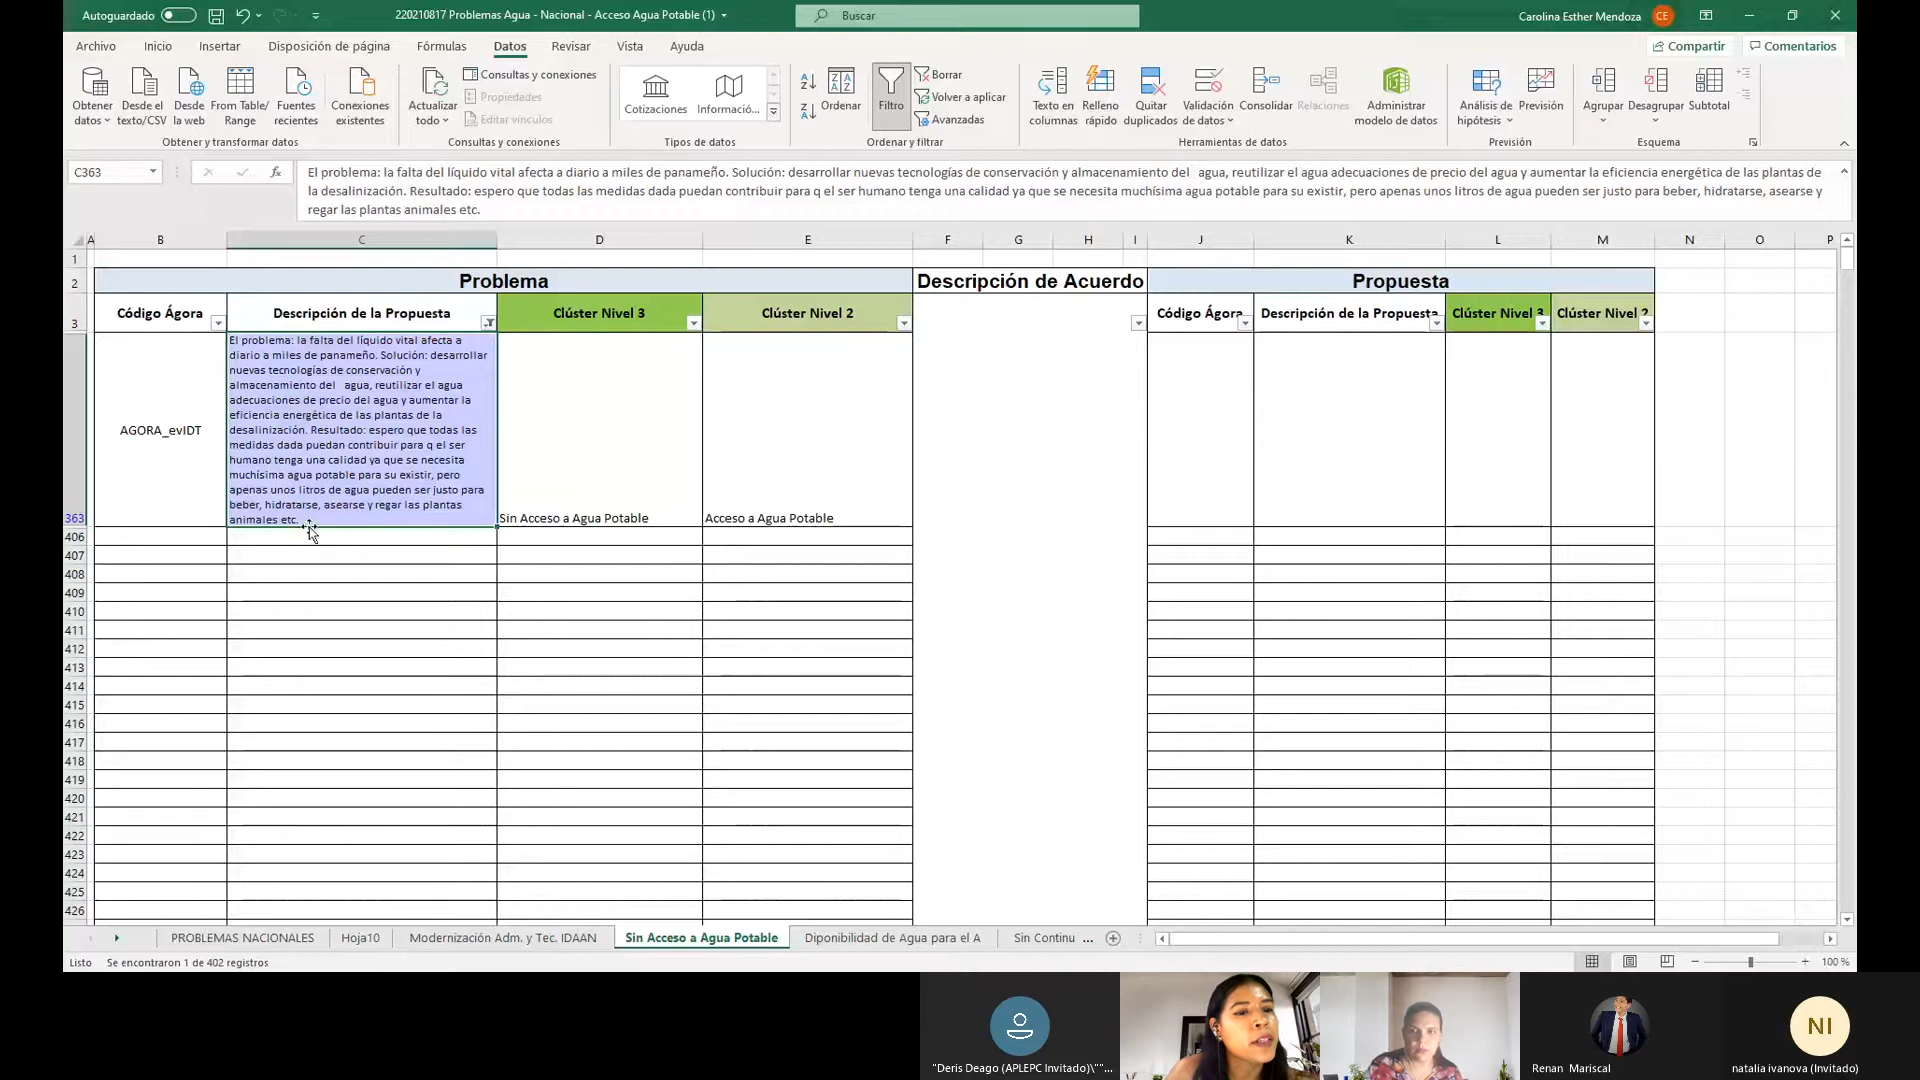 Autoguardado
220210817 Problemas Agua - Nacional - Acceso Agua Potable (1)
Buscar
Carolina Esther Mendoza
CE
Archivo
Inicio
Insertar
Disposición de página
Fórmulas
Datos
Revisar
Vista
Ayuda
Compartir
Comentarios
Obtener datos
Desde el texto/CSV
Desde la web
From Table/ Range
Fuentes recientes
Conexiones existentes
Obtener y transformar datos
Actualizar todo
Consultas y conexiones
Propiedades
Editar vínculos
Consultas y conexiones
Cotizaciones
Informació...
Tipos de datos
Ordenar
Filtro
Borrar
Volver a aplicar
Avanzadas
Ordenar y filtrar
Texto en columnas
Relleno rápido
Quitar duplicados
Validación de datos
Consolidar
Relaciones
Administrar modelo de datos
Herramientas de datos
Análisis de hipótesis
Previsión
Previsión
Agrupar
Desagrupar
Subtotal
Esquema
C363
fx
El problema: la falta del líquido vital afecta a diario a miles de panameño. Solución: desarrollar nuevas tecnologías de conservación y almacenamiento del   agua, reutilizar el agua adecuaciones de precio del agua y aumentar la eficiencia energética de las plantas de
la desalinización. Resultado: espero que todas las medidas dada puedan contribuir para q el ser humano tenga una calidad ya que se necesita muchísima agua potable para su existir, pero apenas unos litros de agua pueden ser justo para beber, hidratarse, asearse y
regar las plantas animales etc.
A B C D E F G H I J K L M N O P
1
2 Problema Descripción de Acuerdo Propuesta
3 Código Ágora Descripción de la Propuesta Clúster Nivel 3 Clúster Nivel 2 Código Ágora Descripción de la Propuesta Clúster Nivel 3 Clúster Nivel 2
El problema: la falta del líquido vital afecta a
diario a miles de panameño. Solución: desarrollar
nuevas tecnologías de conservación y
almacenamiento del   agua, reutilizar el agua
adecuaciones de precio del agua y aumentar la
eficiencia energética de las plantas de la
AGORA_evIDT
desalinización. Resultado: espero que todas las
medidas dada puedan contribuir para q el ser
humano tenga una calidad ya que se necesita
muchísima agua potable para su existir, pero
apenas unos litros de agua pueden ser justo para
beber, hidratarse, asearse y regar las plantas
animales etc.
363 Sin Acceso a Agua Potable Acceso a Agua Potable
406
407
408
409
410
411
412
413
414
415
416
417
418
419
420
421
422
423
424
425
426
PROBLEMAS NACIONALES
Hoja10
Modernización Adm. y Tec. IDAAN
Sin Acceso a Agua Potable
Diponibilidad de Agua para el A
Sin Continu ...
Listo
Se encontraron 1 de 402 registros
100 %
NI
"Deris Deago (APLEPC Invitado)\""...
Renan Mariscal
natalia ivanova (Invitado)